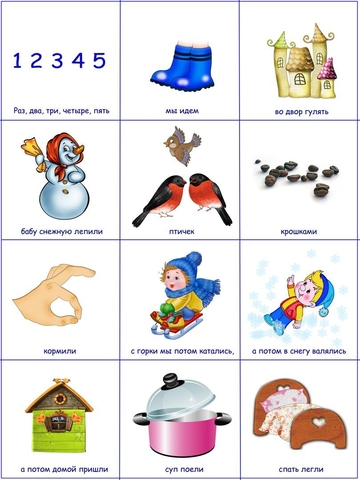 1 2 3 4 5
Раз, два, три, четыре, пять
мы идем
во двор гулять
бабу снежную лепили
птичек
крошками
кормили
с горки мы потом катались,
а потом в снегу валялись
а потом домой пришли
суп поели
спать легли